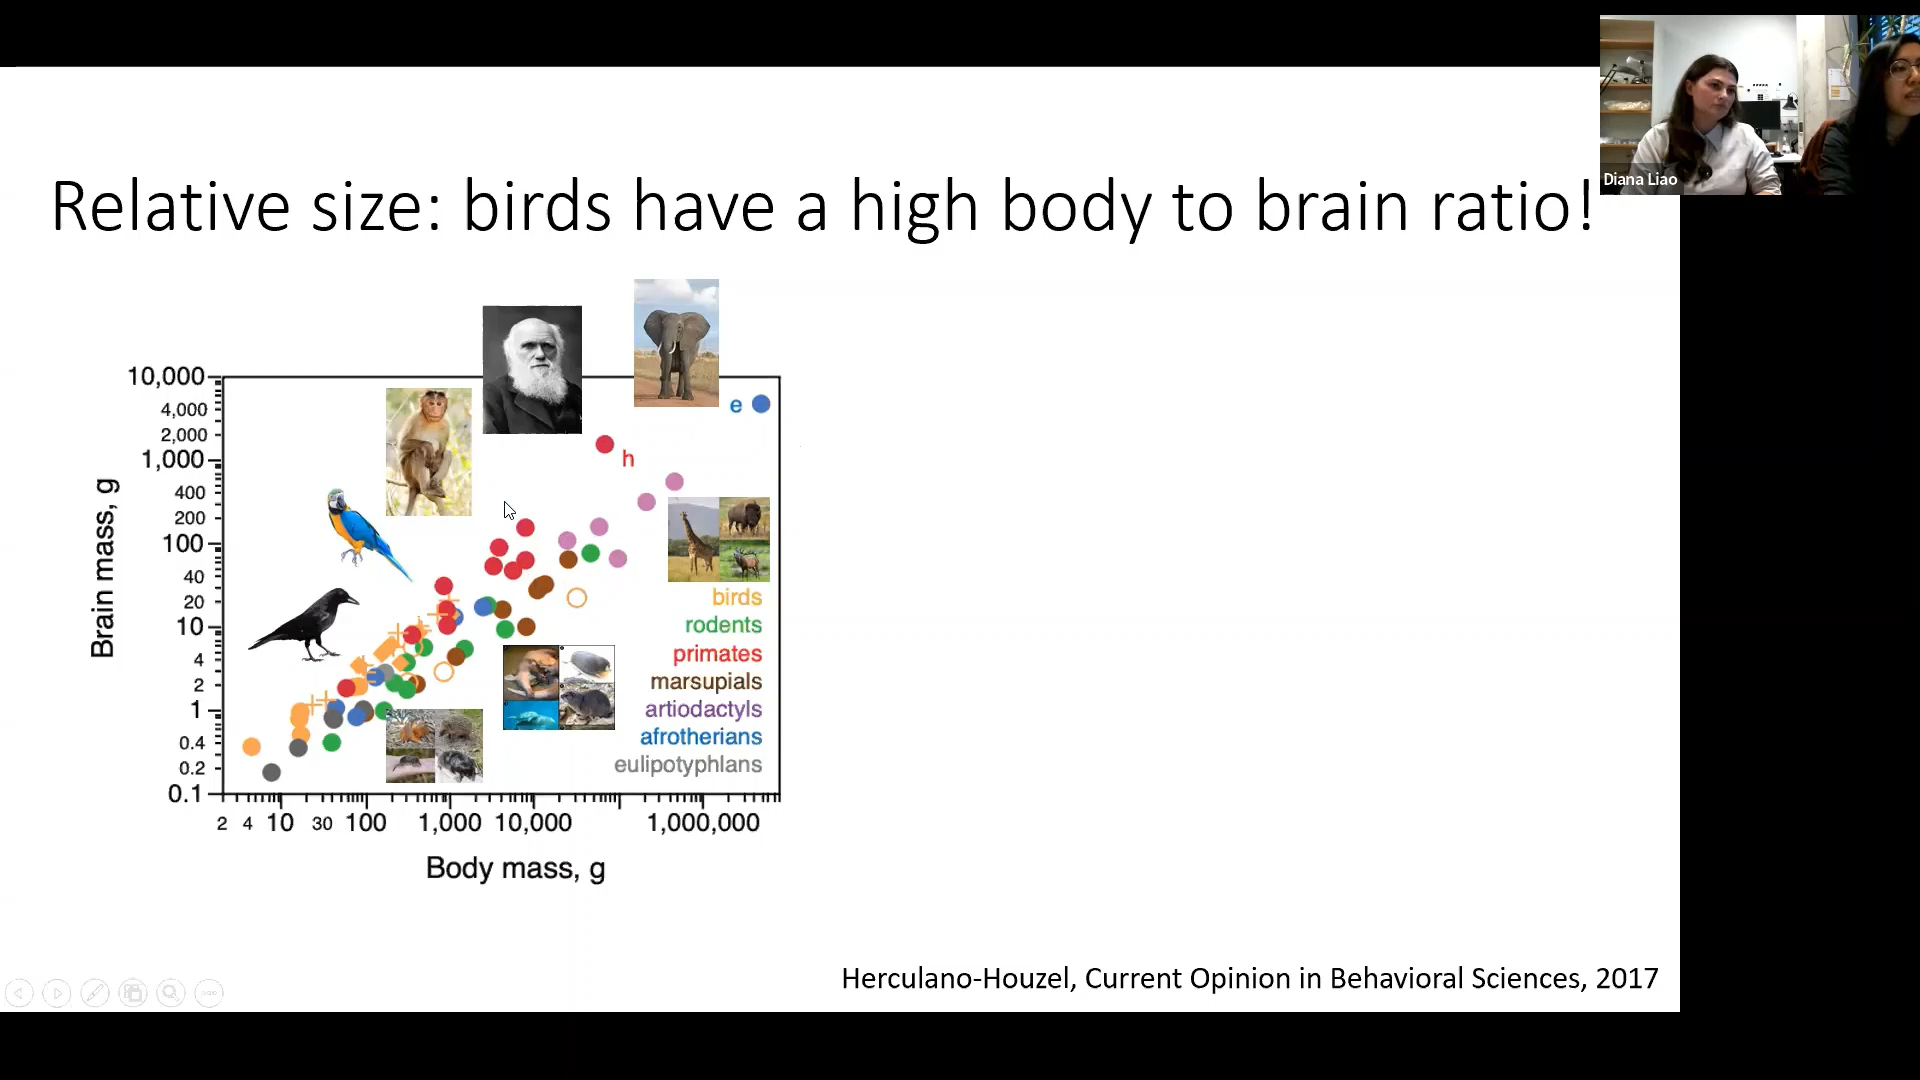 Diana Liao
Relative size: birds have a high body to brain ratio!
10,000
4,000
2,000
1,000
400
200
100
40
20
10
4
2
1
0.4
0.2
0.1
Brain mass, g
e
h
birds
rodents
primates
marsupials
artiodactyls
afrotherians
eulipotyphlans
2 4 10 30 100 1,000 10,000 1,000,000
Body mass, g
Herculano-Houzel, Current Opinion in Behavioral Sciences, 2017